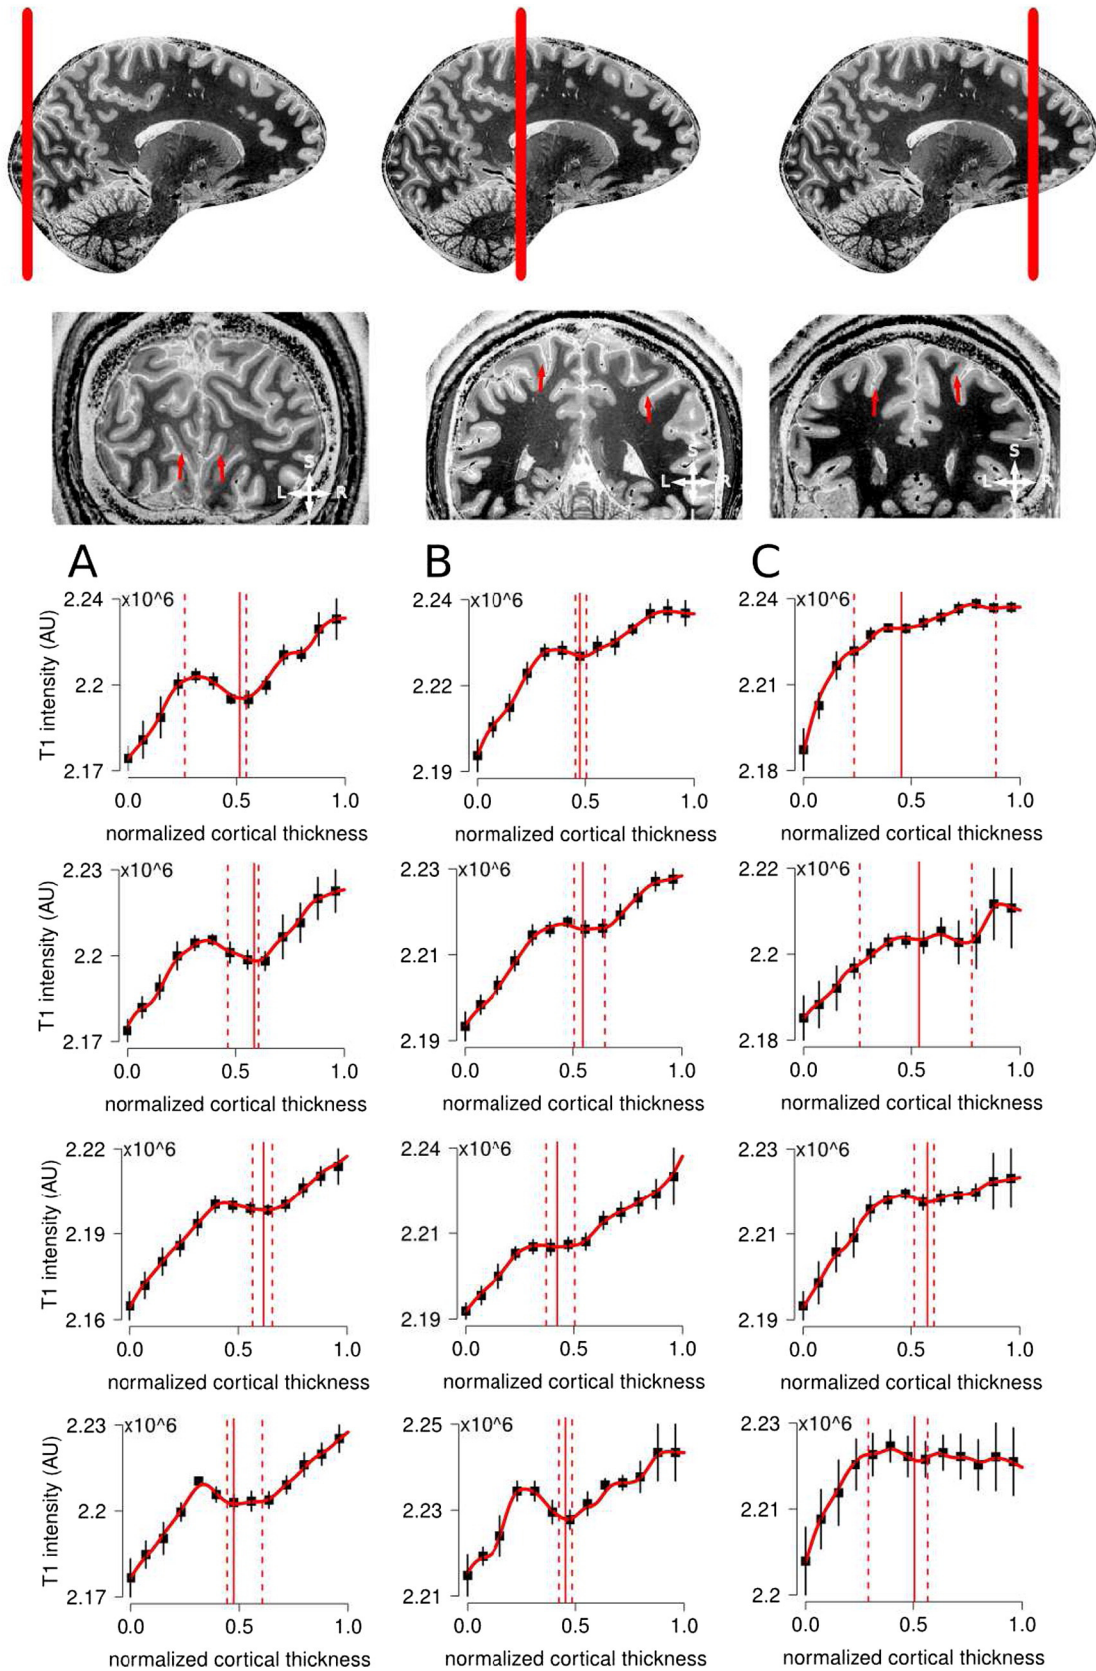 S
L R
S
L R
I
S
L R
I
A B C
x10^6
2.24
2.2
2.17
T1 intensity (AU)
0.0 0.5 1.0
normalized cortical thickness
x10^6
2.24
2.22
2.19
0.0 0.5 1.0
normalized cortical thickness
x10^6
2.24
2.21
2.18
0.0 0.5 1.0
normalized cortical thickness
x10^6
2.23
2.2
2.17
T1 intensity (AU)
0.0 0.5 1.0
normalized cortical thickness
x10^6
2.23
2.21
2.19
0.0 0.5 1.0
normalized cortical thickness
x10^6
2.22
2.2
2.18
0.0 0.5 1.0
normalized cortical thickness
x10^6
2.22
2.19
2.16
T1 intensity (AU)
0.0 0.5 1.0
normalized cortical thickness
x10^6
2.24
2.21
2.19
0.0 0.5 1.0
normalized cortical thickness
x10^6
2.23
2.21
2.19
0.0 0.5 1.0
normalized cortical thickness
x10^6
2.23
2.2
2.17
T1 intensity (AU)
0.0 0.5 1.0
normalized cortical thickness
x10^6
2.25
2.23
2.21
0.0 0.5 1.0
normalized cortical thickness
x10^6
2.23
2.21
2.2
0.0 0.5 1.0
normalized cortical thickness